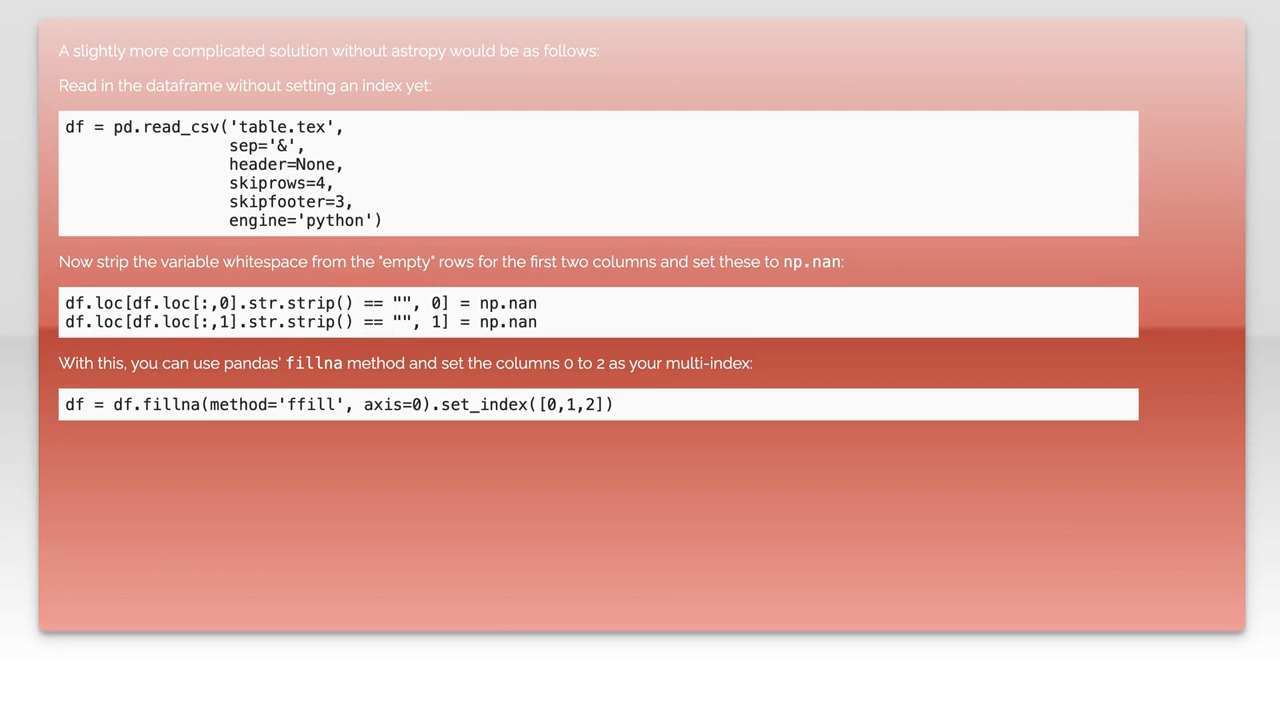 A slightly more complicated solution without astropy would be as follows:
Read in the dataframe without setting an index yet:
df = pd.read_csv('table.tex',
                 sep='&',
                 header=None,
                 skiprows=4,
                 skipfooter=3,
                 engine='python')
Now strip the variable whitespace from the "empty" rows for the first two columns and set these to np.nan:
df.loc[df.loc[:,0].str.strip() == "", 0] = np.nan
df.loc[df.loc[:,1].str.strip() == "", 1] = np.nan
With this, you can use pandas' fillna method and set the columns 0 to 2 as your multi-index:
df = df.fillna(method='ffill', axis=0).set_index([0,1,2])